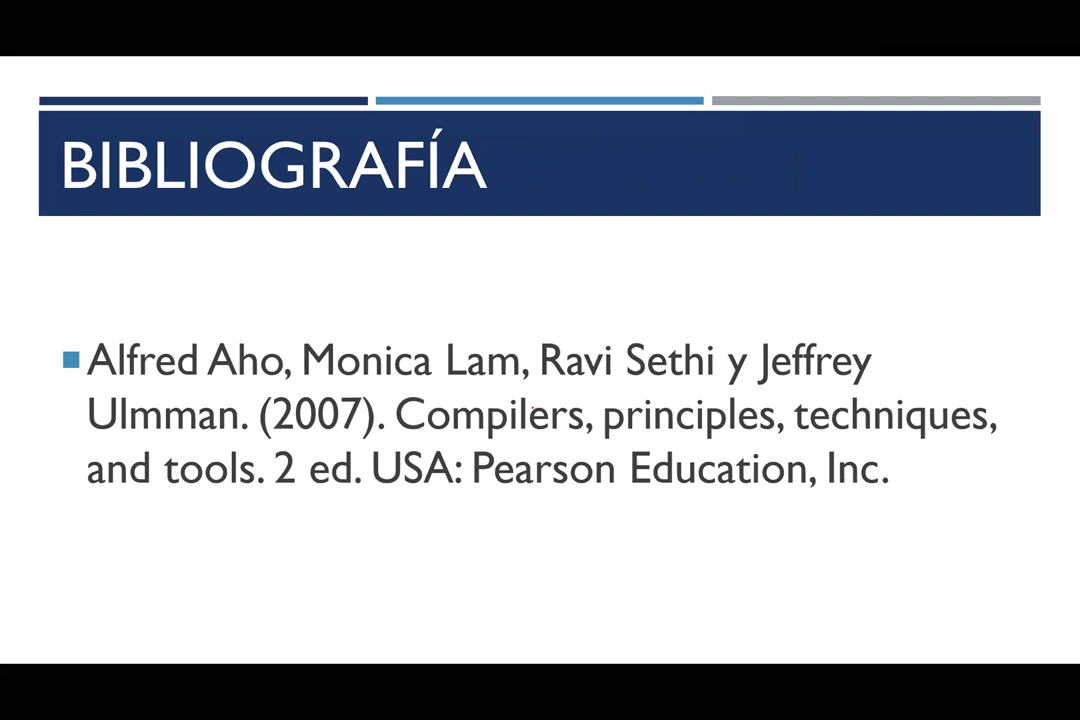 BIBLIOGRAFÍA
Alfred Aho, Monica Lam, Ravi Sethi y Jeffrey
Ulmman. (2007). Compilers, principles, techniques,
and tools. 2 ed. USA: Pearson Education, Inc.